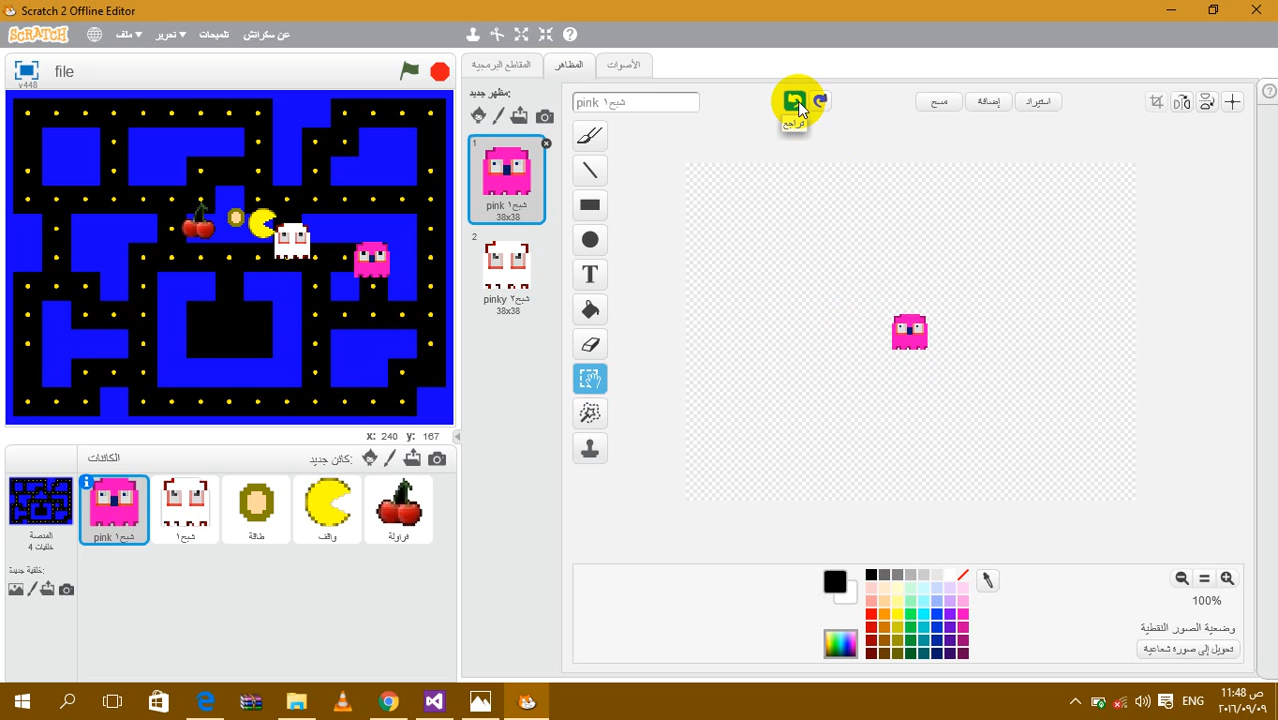 Scratch 2 Offline Editor
SCRATCH
ملف
تحرير
تلميحات
عن سكراتش
file
v448
المقاطع البرمجية
المظاهر
الأصوات
مظهر جديد:
1
pink شبح١
38x38
2
pinky شبح٢
38x38
pink شبح١
تراجع
مسح
إضافة
استيراد
T
x: 240 y: 167
الكائنات
كائن جديد:
المنصة
خلفيات 4
خلفية جديدة:
pink شبح١
شبح١
طاقة
واقف
فراولة
100%
وضعية الصور النقطية
تحويل إلى صورة شعاعية
ENG
11:48 ص
٢٠١٦/٠٩/٠٩